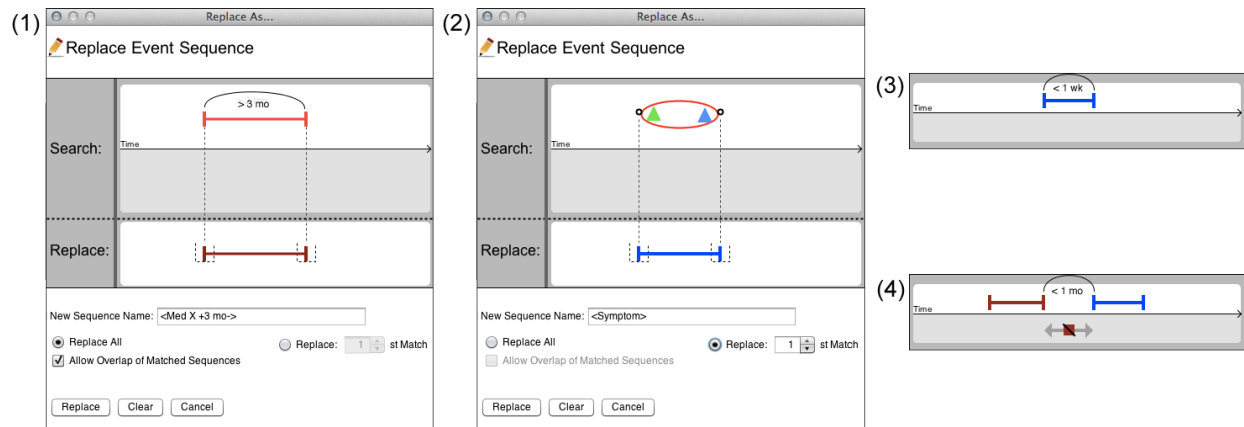 (1)
Replace As...
Replace Event Sequence
Search:
> 3 mo
Time
Replace:
New Sequence Name: <Med X +3 mo->
Replace All
Replace: 1 st Match
Allow Overlap of Matched Sequences
Replace Clear Cancel
(2)
Replace As...
Replace Event Sequence
Search:
Time
Replace:
New Sequence Name: <Symptom>
Replace All
Replace: 1 st Match
Allow Overlap of Matched Sequences
Replace Clear Cancel
(3)
< 1 wk
Time
(4)
< 1 mo
Time